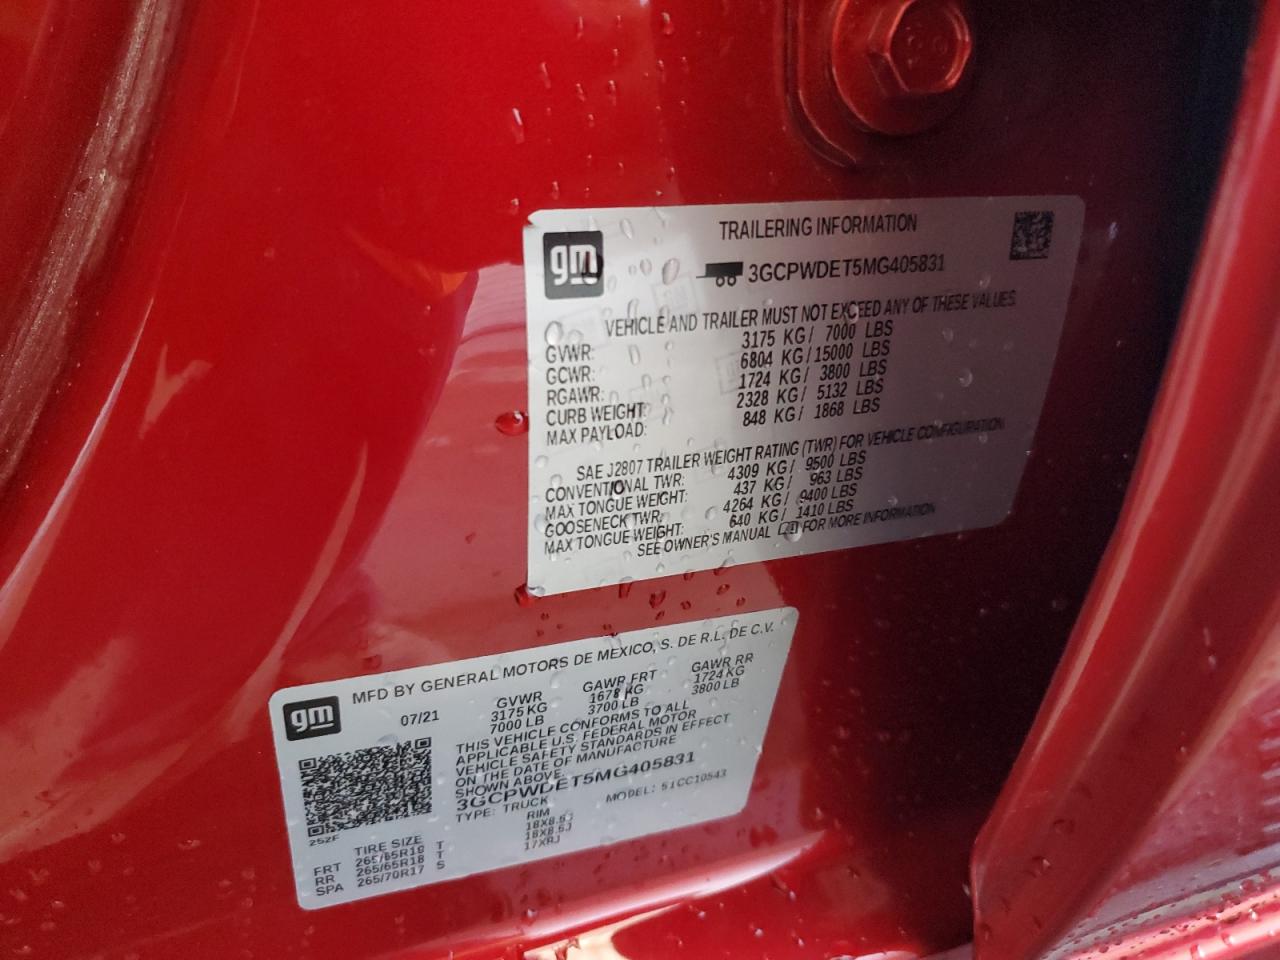 gm
TRAILERING INFORMATION
3GCPWDET5MG405831
VEHICLE AND TRAILER MUST NOT EXCEED ANY OF THESE VALUES
GVWR: 3175 KG/ 7000 LBS
GCWR: 6804 KG/15000 LBS
RGAWR: 1724 KG/ 3800 LBS
CURB WEIGHT: 2328 KG/ 5132 LBS
MAX PAYLOAD: 848 KG/ 1868 LBS
SAE J2807 TRAILER WEIGHT RATING (TWR) FOR VEHICLE CONFIGURATION
CONVENTIONAL TWR: 4309 KG/ 9500 LBS
MAX TONGUE WEIGHT: 437 KG/ 963 LBS
GOOSENECK TWR: 4264 KG/ 9400 LBS
MAX TONGUE WEIGHT: 640 KG/ 1410 LBS
SEE OWNER'S MANUAL FOR MORE INFORMATION
gm
MFD BY GENERAL MOTORS DE MEXICO, S. DE R.L. DE C.V.
07/21
GVWR GAWR FRT GAWR RR
3175 KG 1678 KG 1724 KG
7000 LB 3700 LB 3800 LB
THIS VEHICLE CONFORMS TO ALL
APPLICABLE U.S. FEDERAL MOTOR
VEHICLE SAFETY STANDARDS IN EFFECT
ON THE DATE OF MANUFACTURE
SHOWN ABOVE.
3GCPWDET5MG405831
TYPE: TRUCK MODEL: 51CC10543
252F
TIRE SIZE RIM
FRT 265/65R18 T 18X8.5J
RR 265/65R18 T 18X8.5J
SPA 265/70R17 S